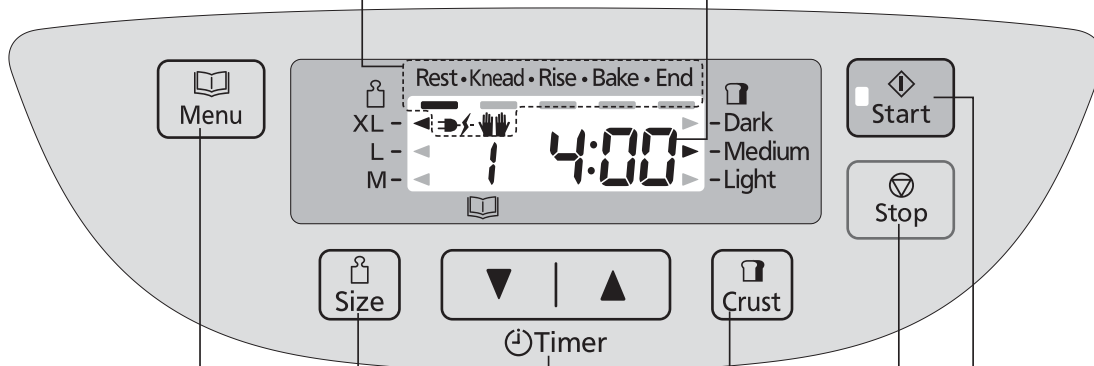 Rest • Knead • Rise • Bake • End
Menu
XL
L
M
1
4:00
Dark
Medium
Light
Start
Stop
Size
Timer
Crust